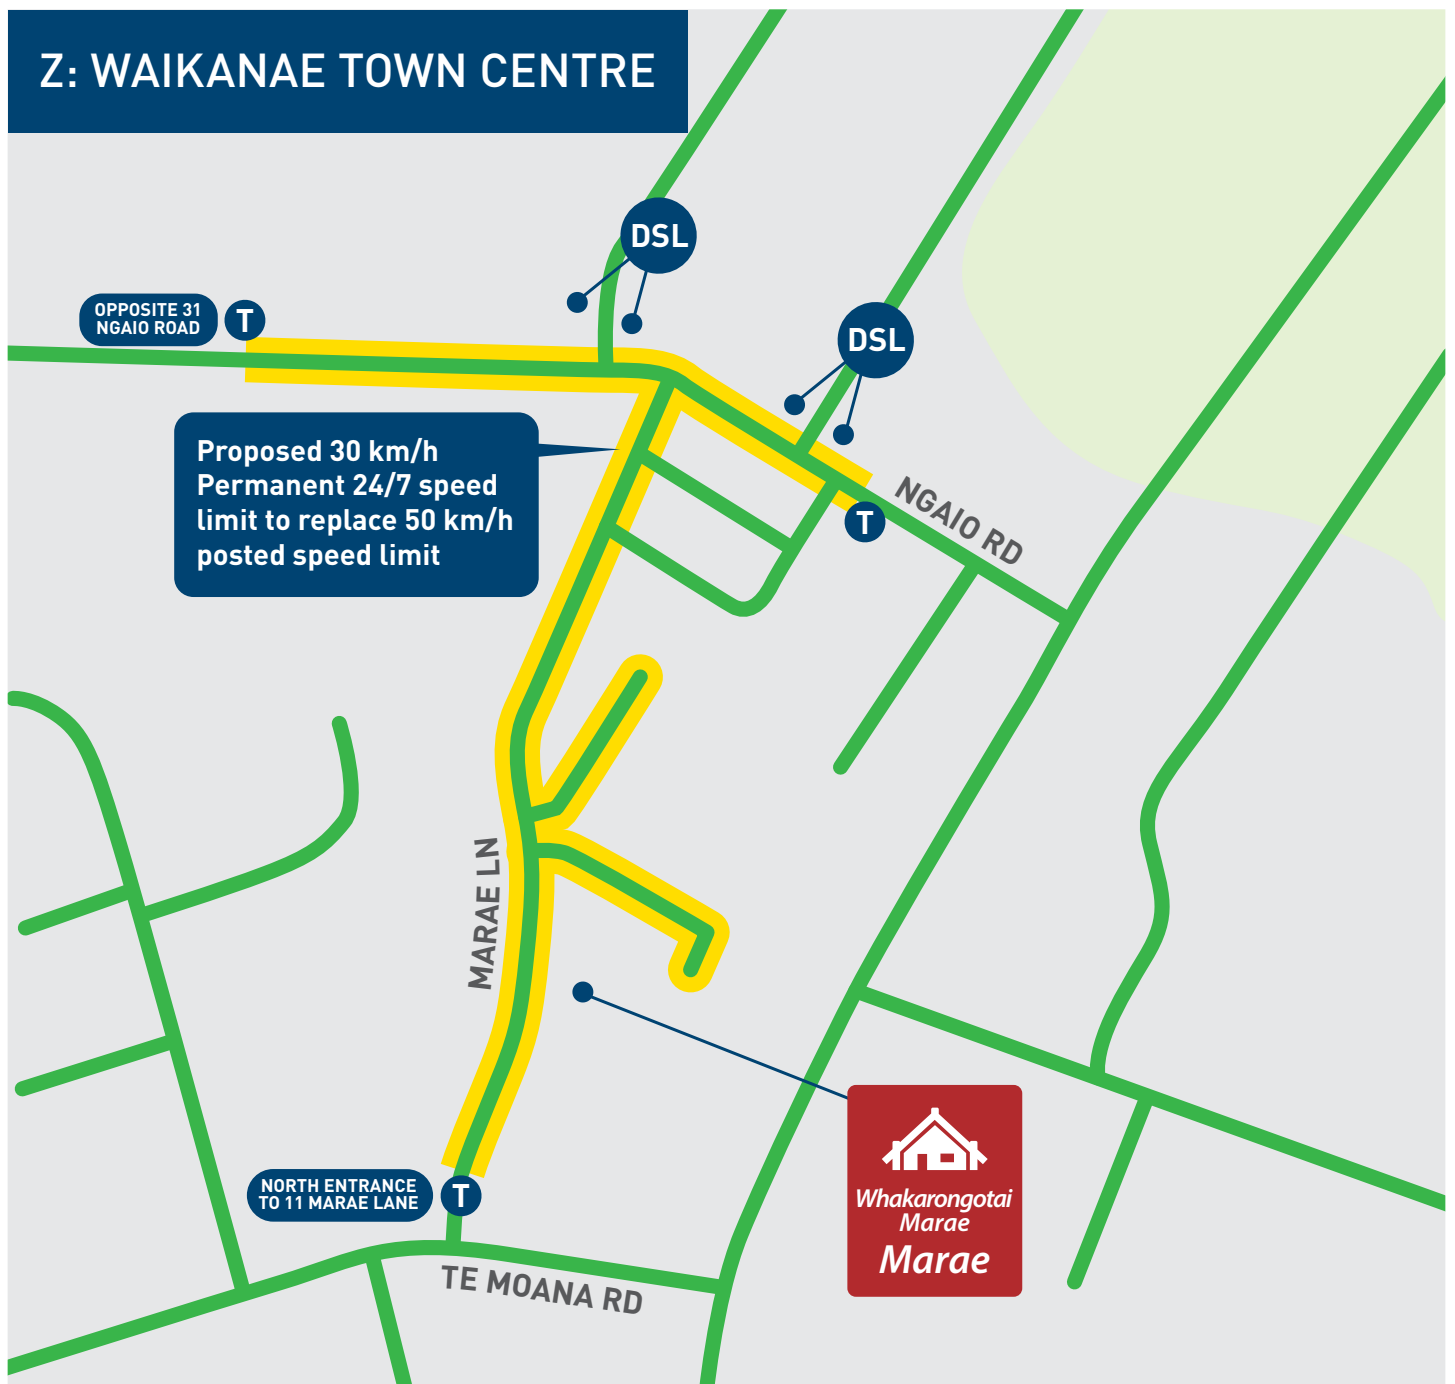 Z: WAIKANAE TOWN CENTRE
DSL
OPPOSITE 31
NGAIO ROAD
T
DSL
Proposed 30 km/h
Permanent 24/7 speed
limit to replace 50 km/h
posted speed limit
NGAIO RD
T
MARAE LN
NORTH ENTRANCE
TO 11 MARAE LANE
T
Whakarongotai
Marae
Marae
TE MOANA RD